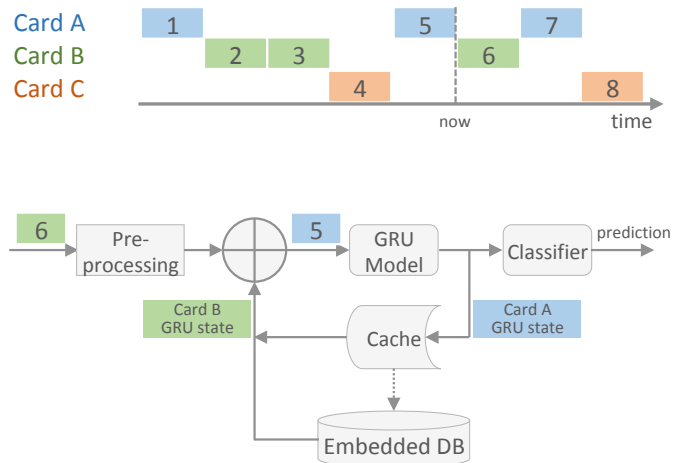 Card A
1
5
7
Card B
2
3
6
Card C
4
8
now
time
6
5
Pre-
processing
GRU
Model
Classifier
prediction
Card B
GRU state
Cache
Card A
GRU state
Embedded DB